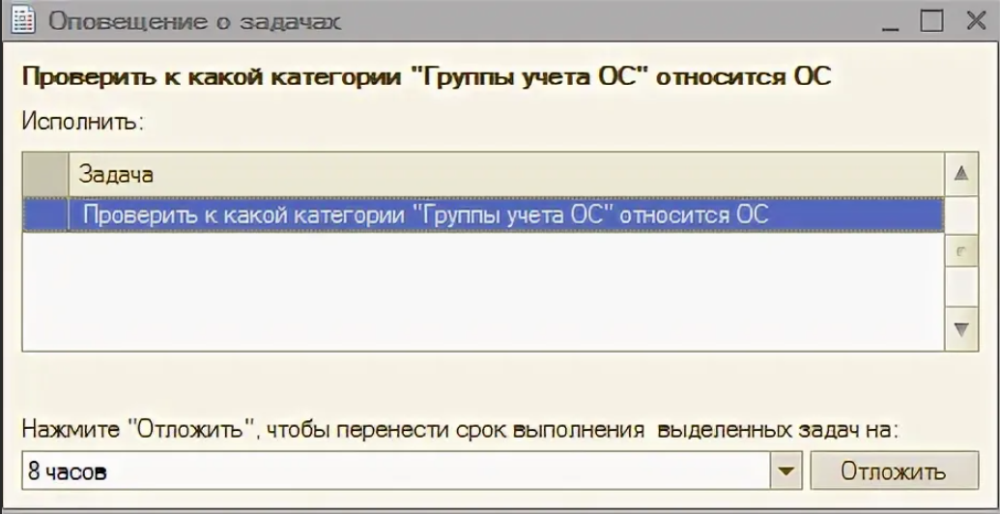 Оповещение о задачах
Проверить к какой категории "Группы учета ОС" относится ОС
Исполнить:
Задача
Проверить к какой категории "Группы учета ОС" относится ОС
Нажмите "Отложить", чтобы перенести срок выполнения выделенных задач на:
8 часов
Отложить